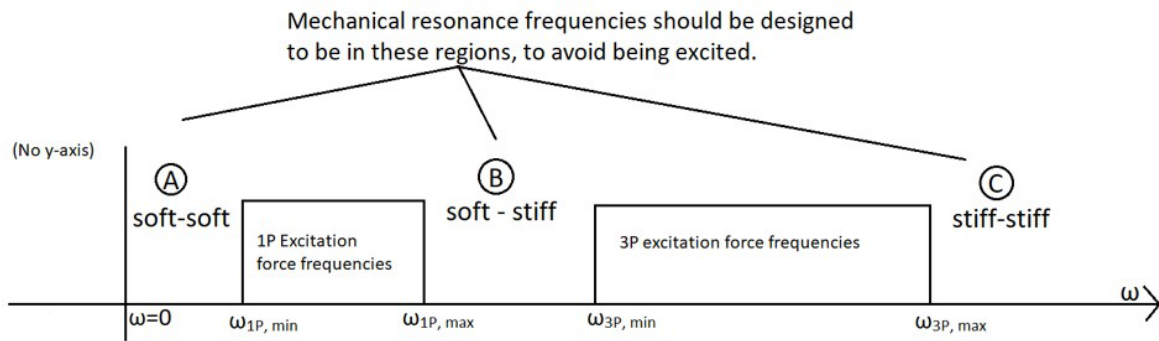 Mechanical resonance frequencies should be designed
to be in these regions, to avoid being excited.
(No y-axis)
A
soft-soft
B
soft - stiff
C
stiff-stiff
1P Excitation
force frequencies
3P excitation force frequencies
ω
ω=0
ω1P, min
ω1P, max
ω3P, min
ω3P, max